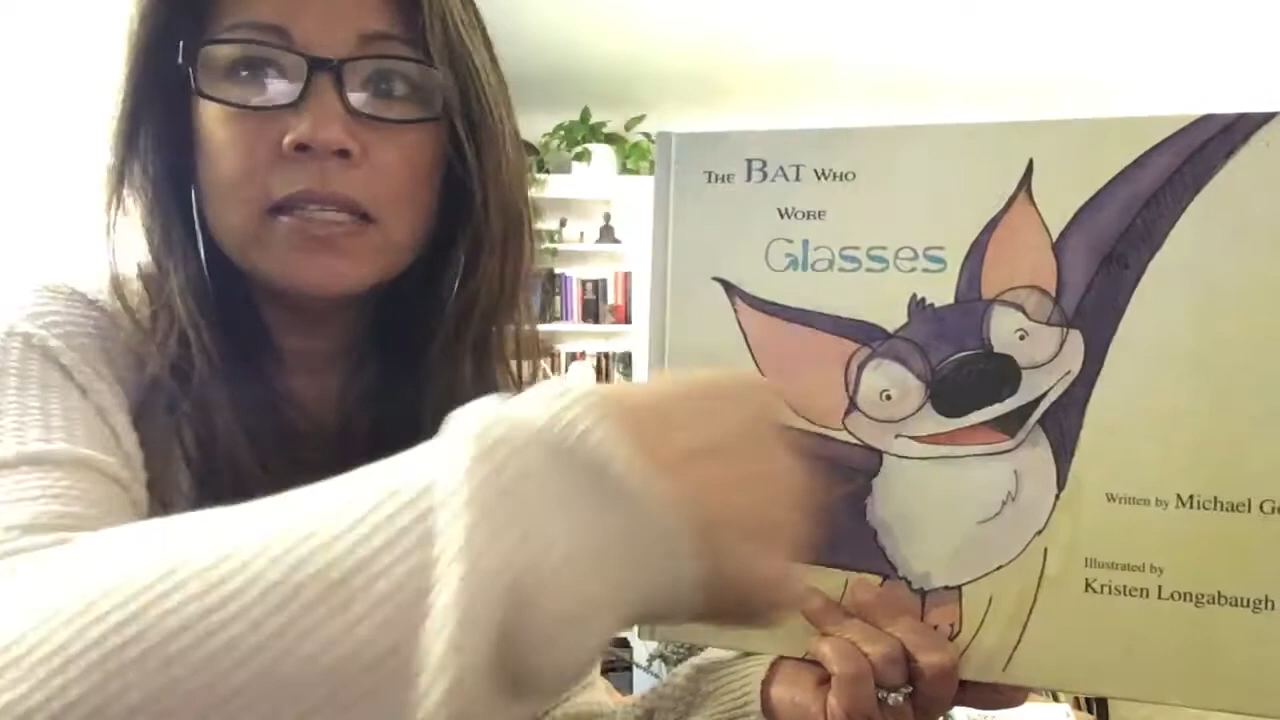 The Bat Who
Wore
Glasses
Written by Michael
Illustrated by
Kristen Longabaugh